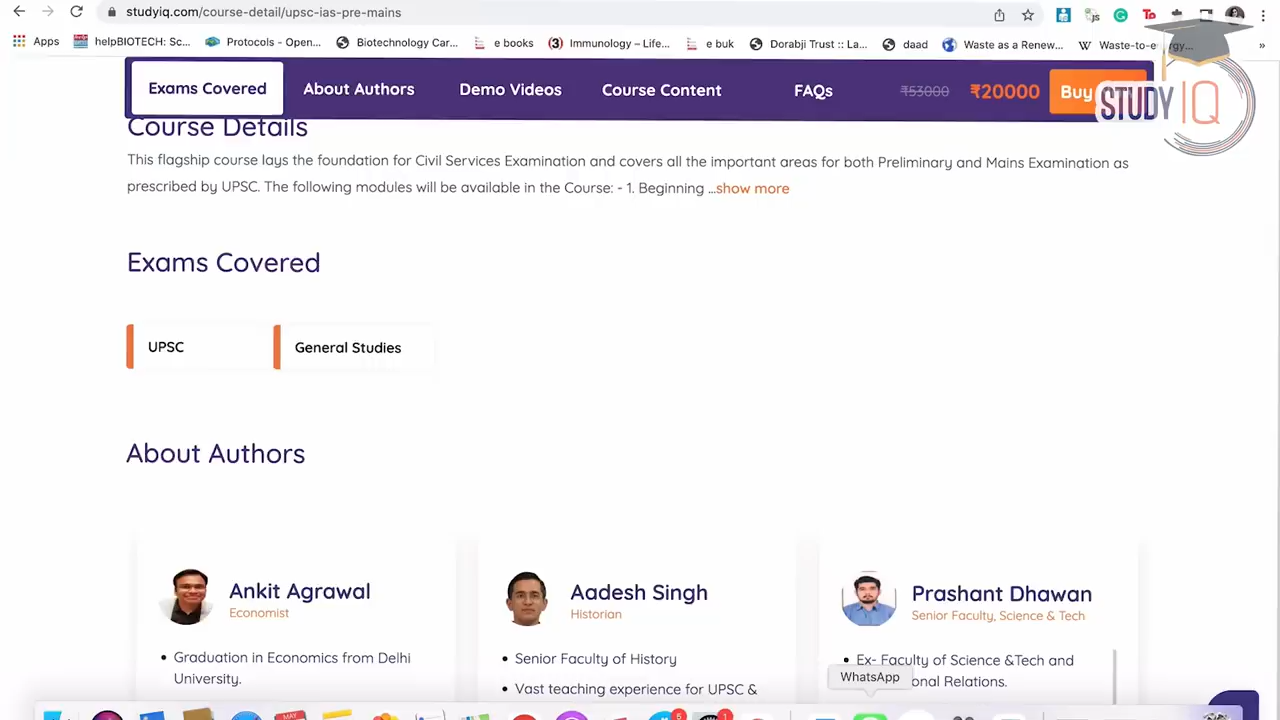 studyiq.com/course-detail/upsc-ias-pre-mains
Apps
helpBIOTECH: Sc...
Protocols - Open...
Biotechnology Car...
e books
Immunology – Life...
e buk
Dorabji Trust :: La...
daad
Waste as a Renew...
Waste-to-energy...
»
Exams Covered
About Authors
Demo Videos
Course Content
FAQs
₹53000
₹20000
Buy
STUDY IQ
Course Details
This flagship course lays the foundation for Civil Services Examination and covers all the important areas for both Preliminary and Mains Examination as
prescribed by UPSC. The following modules will be available in the Course: - 1. Beginning ...show more
Exams Covered
UPSC
General Studies
About Authors
Ankit Agrawal
Economist
• Graduation in Economics from Delhi
University.
Aadesh Singh
Historian
• Senior Faculty of History
• Vast teaching experience for UPSC &
Prashant Dhawan
Senior Faculty, Science & Tech
• Ex- Faculty of Science &Tech and
onal Relations.
WhatsApp
MAY
5
1